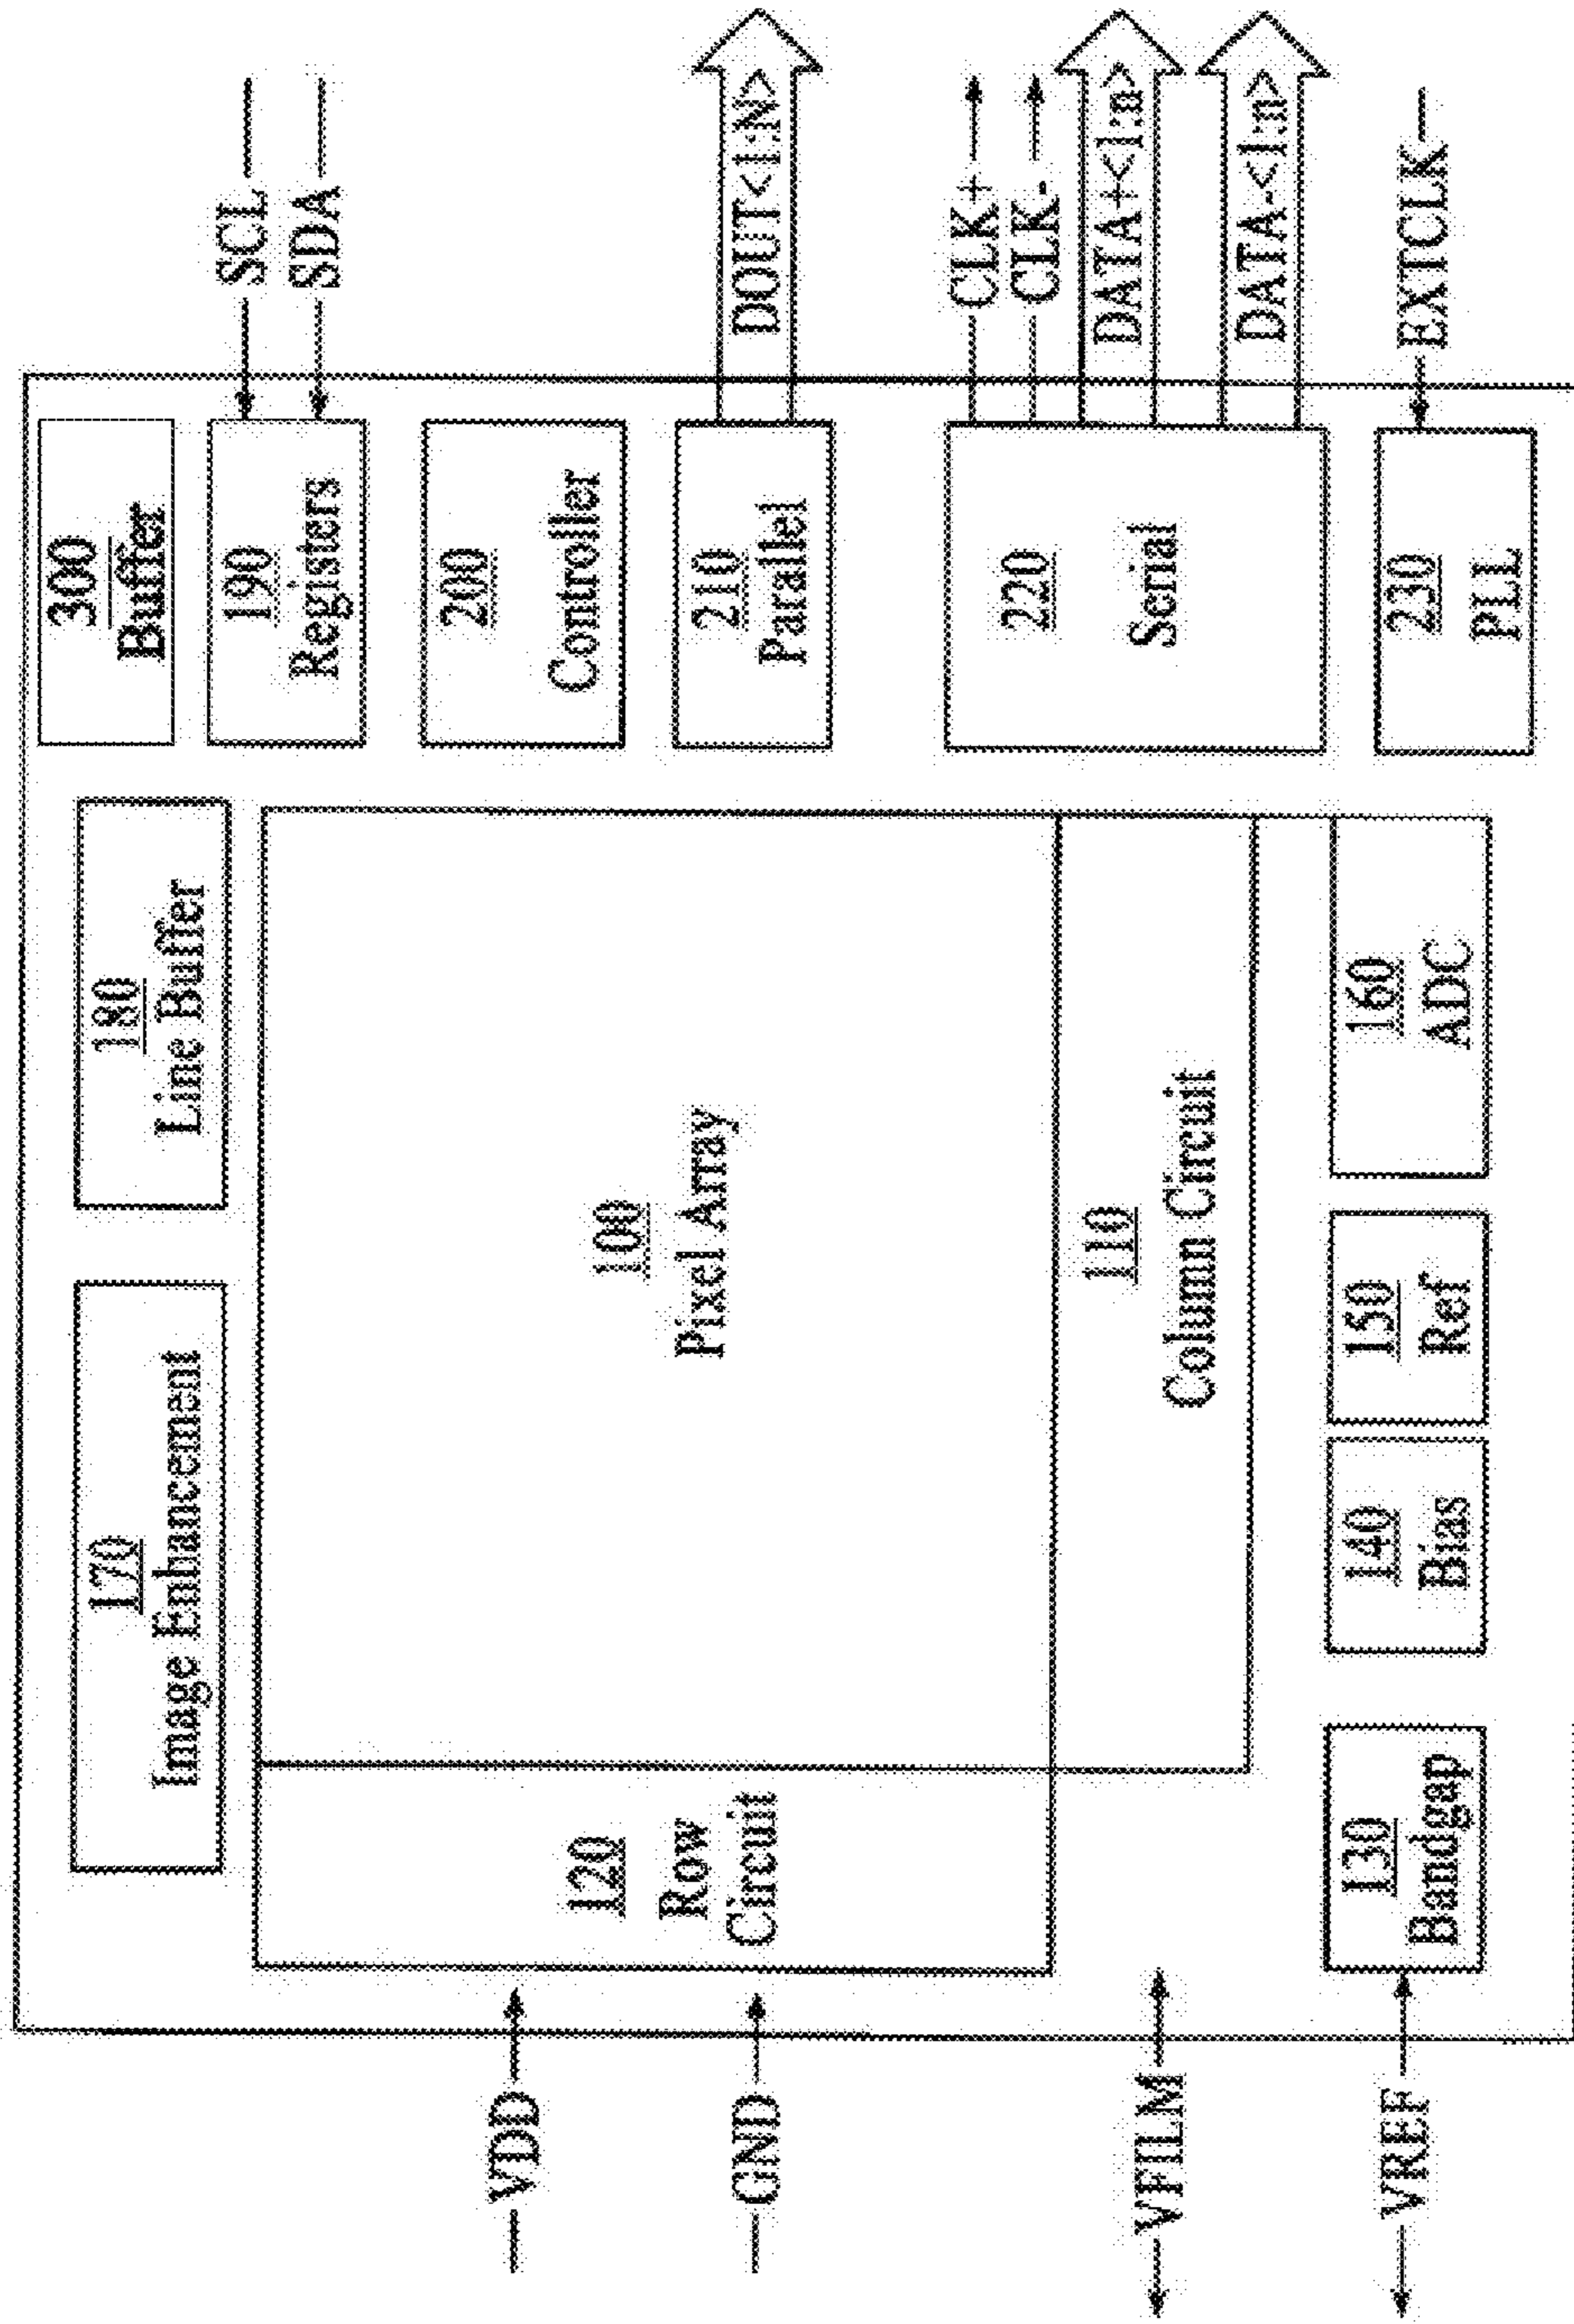 VDD
GND
VFILM
VREF
170
Image Enhancement
180
Line Buffer
120
Row
Circuit
100
Pixel Array
110
Column Circuit
130
Bandgap
140
Bias
150
Ref
160
ADC
300
Buffer
190
Registers
200
Controller
210
Parallel
220
Serial
230
PLL
SCL
SDA
DOUT<1:N>
CLK+
CLK-
DATA+<1:n>
DATA-<1:n>
EXTCLK